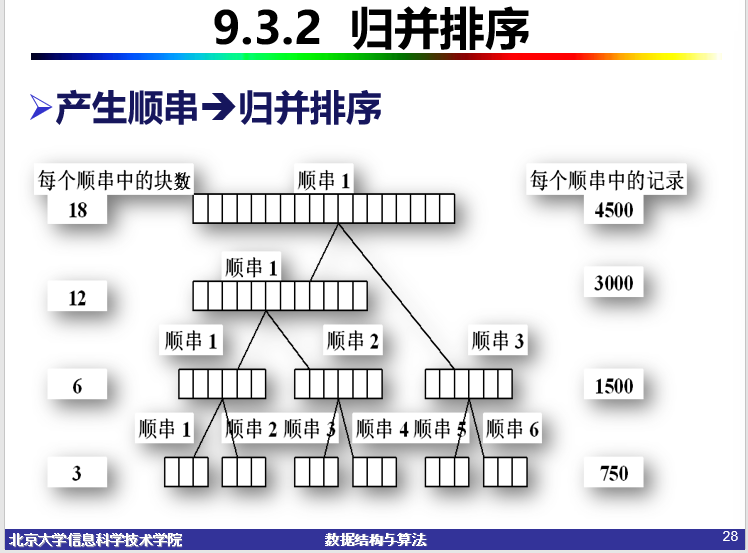 9.3.2 归并排序
➢产生顺串➔归并排序
每个顺串中的块数 顺串 1 每个顺串中的记录
18 4500
顺串 1
12 3000
顺串 1 顺串 2 顺串 3
6 1500
顺串 1 顺串 2 顺串 3 顺串 4 顺串 5 顺串 6
3 750
北京大学信息科学技术学院 数据结构与算法 28